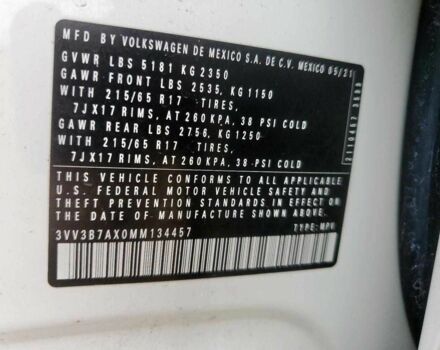 MFD BY VOLKSWAGEN DE MEXICO S.A. DE C.V. MEXICO 05/21
GVWR LBS 5181 KG 2350
GAWR FRONT LBS 2535, KG 1150
WITH 215/65 R17 TIRES,
7JX17 RIMS, AT 260 KPA, 38 PSI COLD
GAWR REAR LBS 2756, KG 1250
WITH 215/65 R17 TIRES,
7JX17 RIMS, AT 260 KPA, 38 PSI COLD
THIS VEHICLE CONFORMS TO ALL APPLICABLE
U.S. FEDERAL MOTOR VEHICLE SAFETY AND
THEFT PREVENTION STANDARDS IN EFFECT ON
THE DATE OF MANUFACTURE SHOWN ABOVE.
3VV3B7AX0MM134457 TYPE: MPV